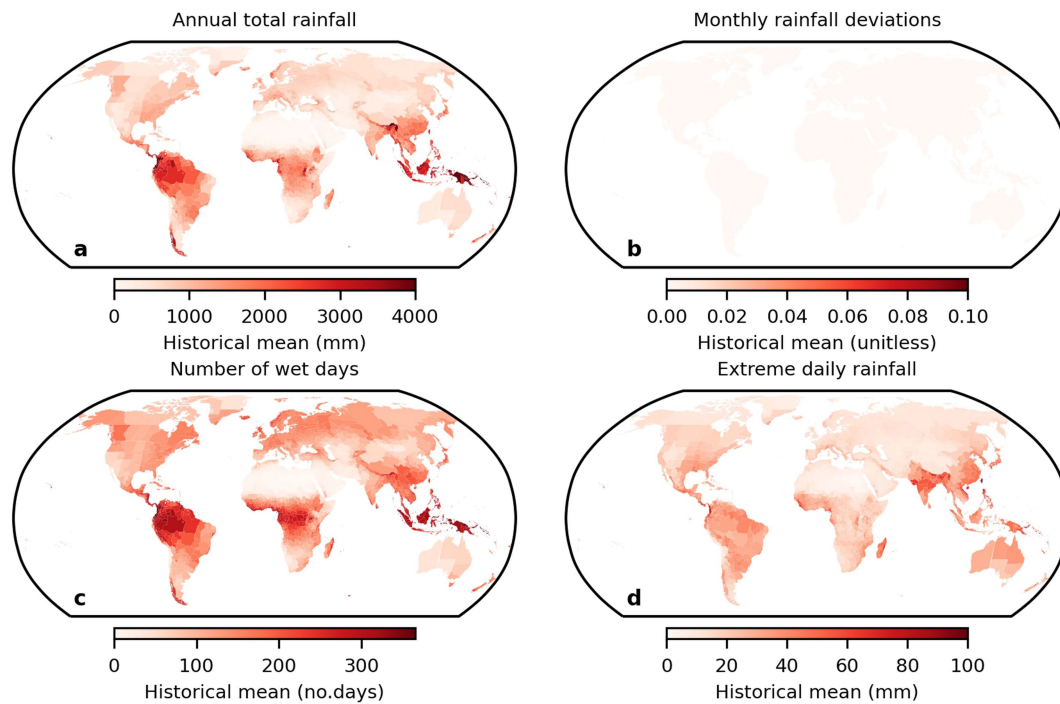 Annual total rainfall
Monthly rainfall deviations
a
b
0 1000 2000 3000 4000
0.00 0.02 0.04 0.06 0.08 0.10
Historical mean (mm)
Historical mean (unitless)
Number of wet days
Extreme daily rainfall
c
d
0 100 200 300
0 20 40 60 80 100
Historical mean (no.days)
Historical mean (mm)